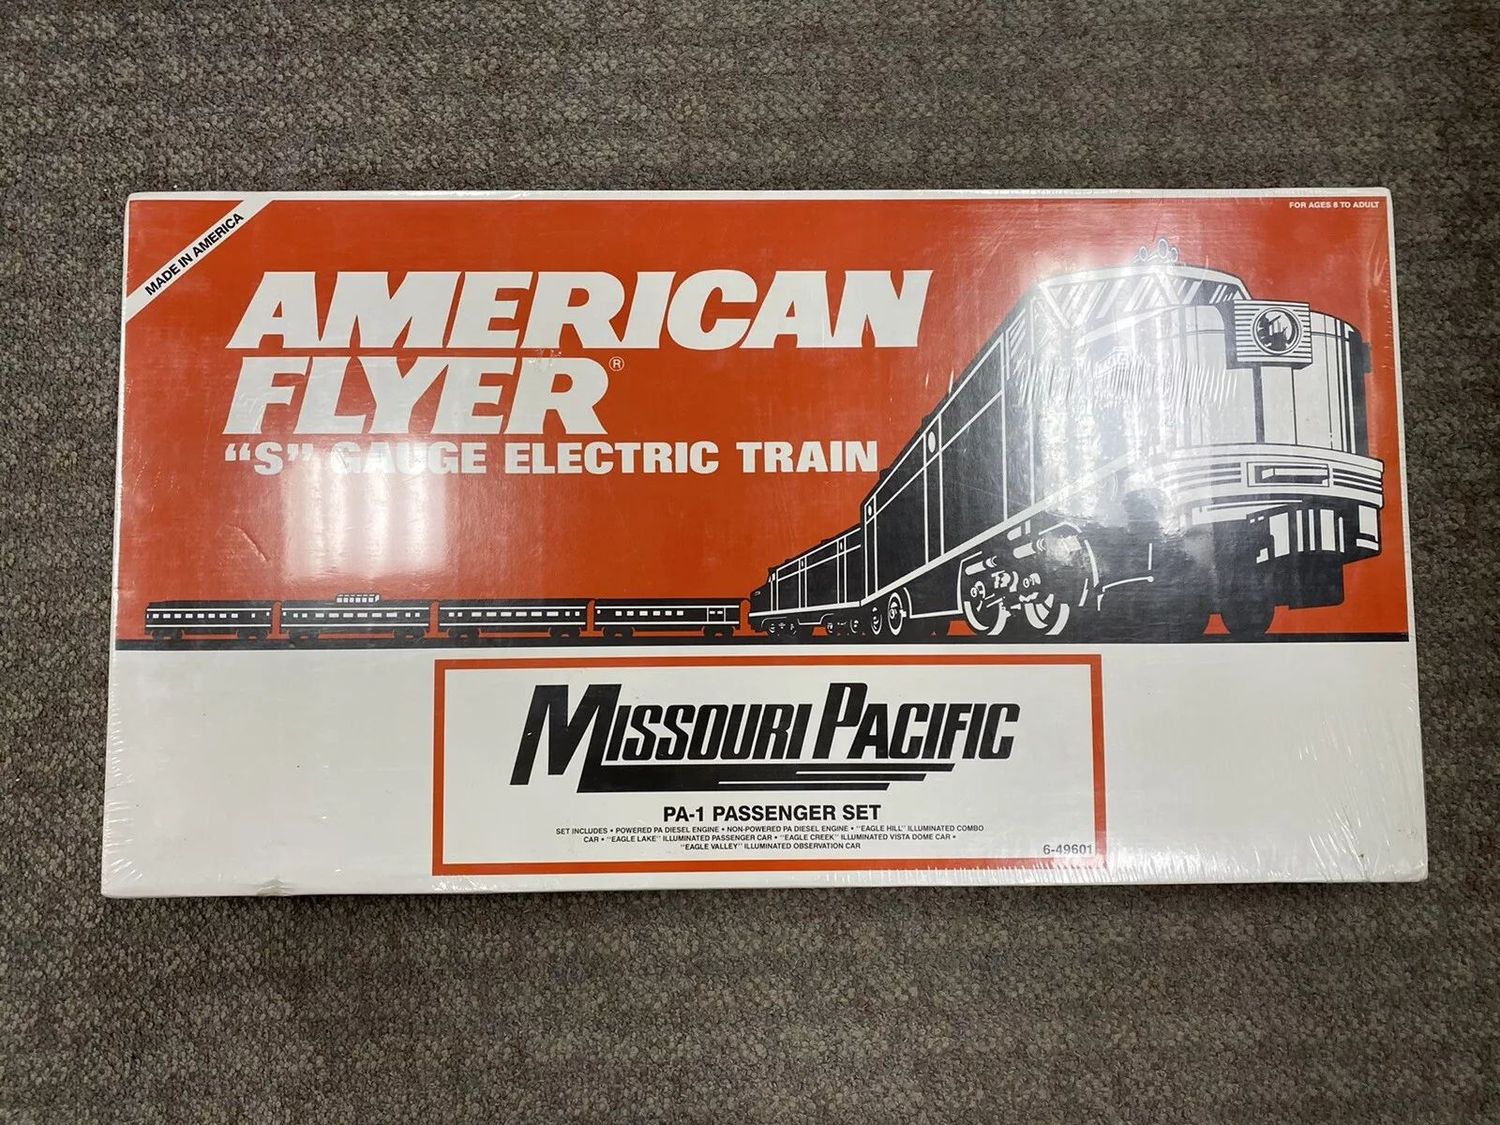 FOR AGES 8 TO ADULT
MADE IN AMERICA
AMERICAN
FLYER®
"S" GAUGE ELECTRIC TRAIN
MISSOURI PACIFIC
PA-1 PASSENGER SET
SET INCLUDES • POWERED PA DIESEL ENGINE • NON-POWERED PA DIESEL ENGINE • "EAGLE HILL" ILLUMINATED COMBO
CAR • "EAGLE LAKE" ILLUMINATED PASSENGER CAR • "EAGLE CREEK" ILLUMINATED VISTA DOME CAR •
"EAGLE VALLEY" ILLUMINATED OBSERVATION CAR
6-49601